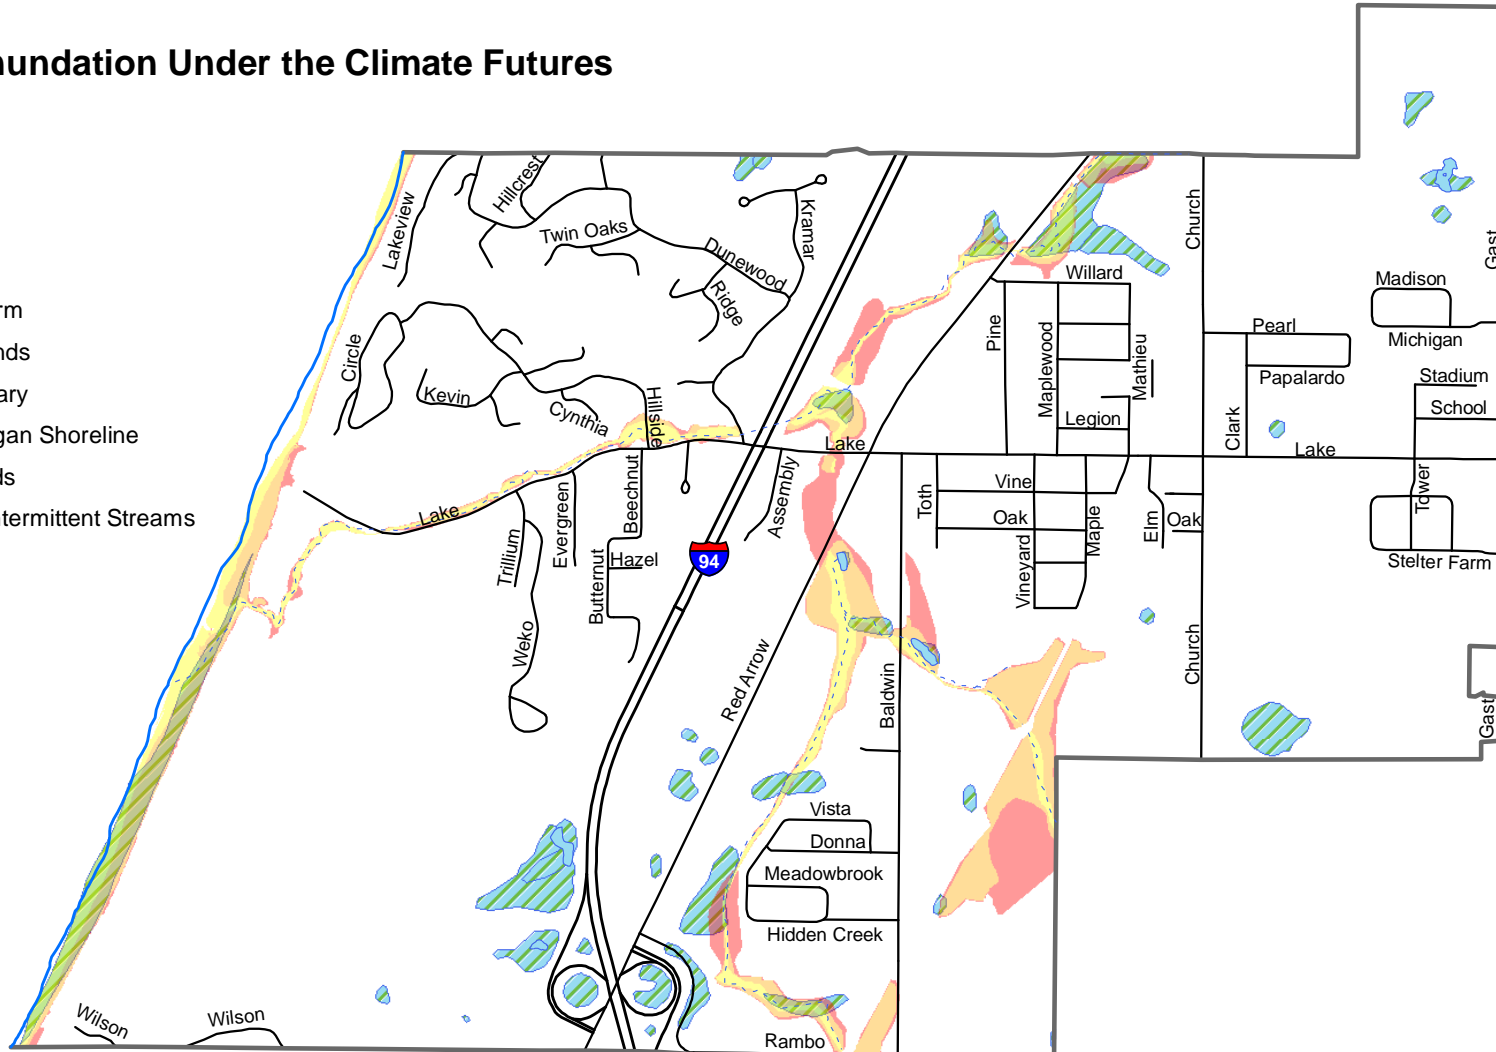 nundation Under the Climate Futures
rm
nds
ary
gan Shoreline
ds
ntermittent Streams
Lakeview
Hillcrest
Twin Oaks
Dunewood
Kramar
Ridge
Circle
Kevin
Cynthia
Hillside
Lake
Lake
Trillium
Evergreen
Beechnut
Butternut
Hazel
Weko
94
Assembly
Red Arrow
Willard
Pine
Maplewood
Mathieu
Legion
Church
Clark
Pearl
Papalardo
Madison
Michigan
Stadium
School
Gast
Lake
Toth
Vine
Oak
Vineyard
Maple
Elm
Oak
Tower
Stelter Farm
Church
Gast
Baldwin
Vista
Donna
Meadowbrook
Hidden Creek
Rambo
Wilson
Wilson